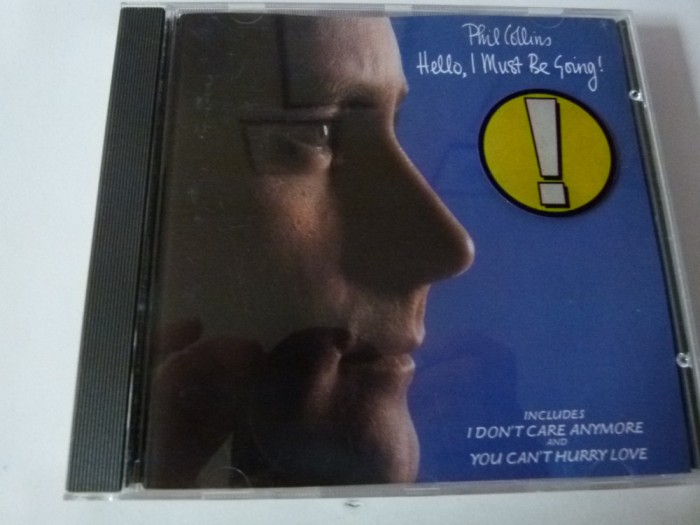 Phil Collins
Hello, I Must Be Going!
!
INCLUDES
I DON'T CARE ANYMORE
AND
YOU CAN'T HURRY LOVE